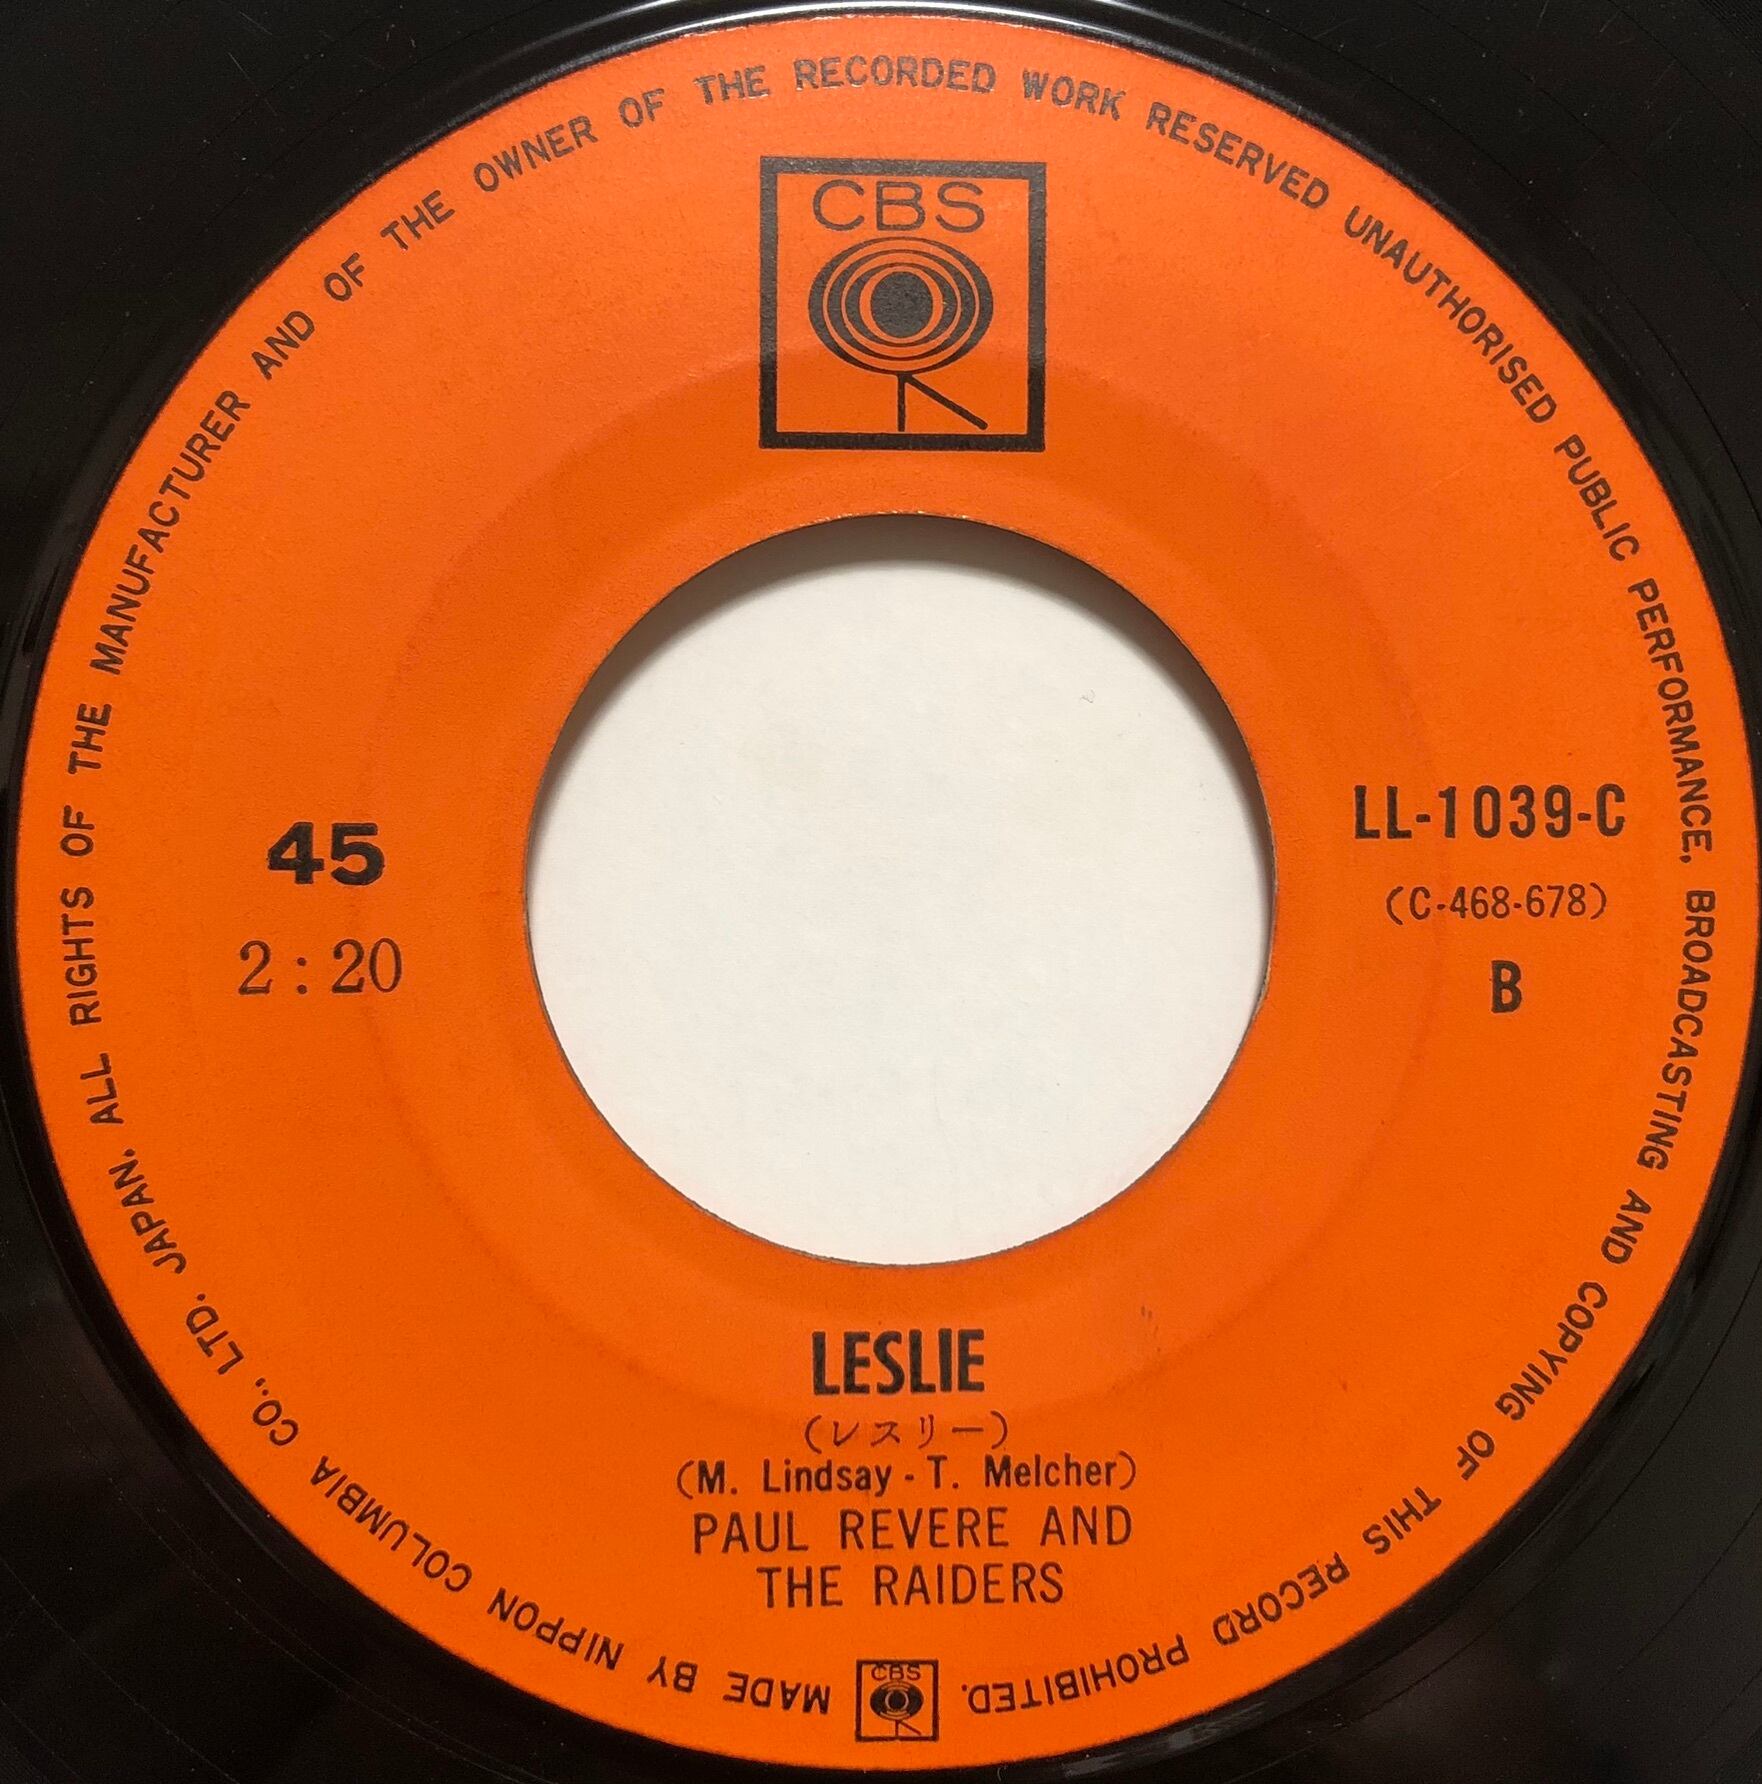 CBS
45
2:20
LL-1039-C
(C-468-678)
B
LESLIE
(レスリー)
(M. Lindsay - T. Melcher)
PAUL REVERE AND
THE RAIDERS
MADE BY NIPPON COLUMBIA CO., LTD. JAPAN. ALL RIGHTS OF THE MANUFACTURER AND OF THE OWNER OF THE RECORDED WORK RESERVED UNAUTHORISED PUBLIC PERFORMANCE, BROADCASTING AND COPYING OF THIS RECORD PROHIBITED.
CBS